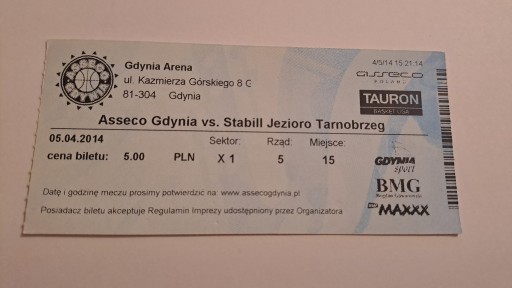 Gdynia Arena
ul. Kazmierza Górskiego 8 G
81-304 Gdynia
4/5/14 15:21:14
asseco
POLAND
TAURON
BASKET LIGA
Asseco Gdynia vs. Stabill Jezioro Tarnobrzeg
05.04.2014
Sektor: Rząd: Miejsce:
cena biletu: 5.00 PLN X 1 5 15
GDYNIA
sport
Datę i godzinę meczu prosimy potwierdzić na: www.assecogdynia.pl
BMG
Posiadacz biletu akceptuje Regulamin Imprezy udostępniony przez Organizatora
MAXXX